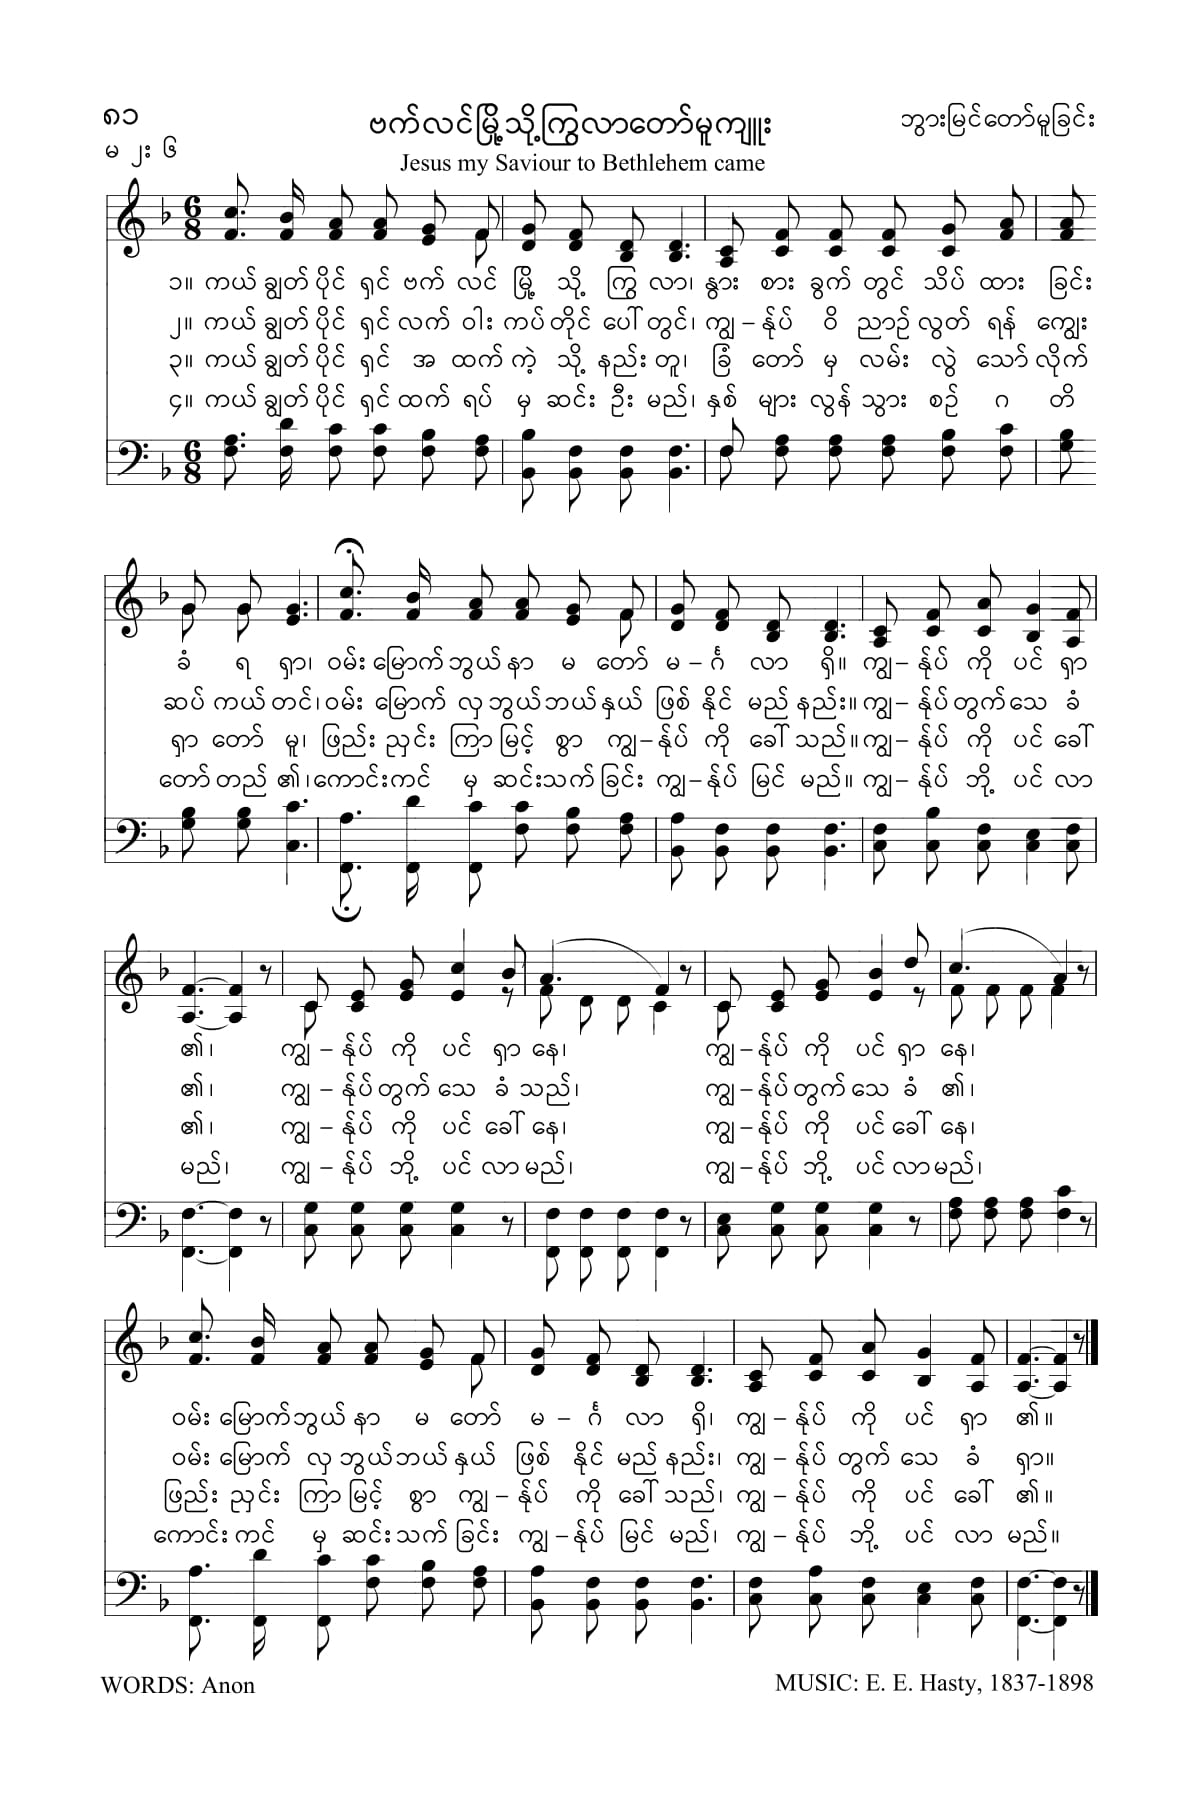 ၈၁
ဗက်လင်မြို့သို့ကြွလာတော်မူကျူး
ဘွားမြင်တော်မူခြင်း
မ ၂း ၆
Jesus my Saviour to Bethlehem came
၁။ ကယ် ချွတ် ပိုင် ရှင် ဗက် လင် မြို့ သို့ ကြွ လာ၊ နွား စား ခွက် တွင် သိပ် ထား ခြင်း
၂။ ကယ် ချွတ် ပိုင် ရှင် လက် ဝါး ကပ် တိုင် ပေါ် တွင်၊ ကျွ – န်ုပ် ဝိ ညာဉ် လွတ် ရန် ကျွေး
၃။ ကယ် ချွတ် ပိုင် ရှင် အ ထက် ကဲ့ သို့ နည်း တူ၊ ခြံ တော် မှ လမ်း လွဲ သော် လိုက်
၄။ ကယ် ချွတ် ပိုင် ရှင် ထက် ရပ် မှ ဆင်း ဦး မည်၊ နှစ် များ လွန် သွား စဉ် ဂ တိ
ခံ ရ ရှာ၊ ဝမ်း မြောက် ဘွယ် နာ မ တော် မ – င်္ဂ လာ ရှိ။ ကျွ – န်ုပ် ကို ပင် ရှာ
ဆပ် ကယ် တင်၊ ဝမ်း မြောက် လှ ဘွယ် ဘယ် နှယ် ဖြစ် နိုင် မည် နည်း။ ကျွ – န်ုပ် တွက် သေ ခံ
ရှာ တော် မူ၊ ဖြည်း ညှင်း ကြာ မြင့် စွာ ကျွ – န်ုပ် ကို ခေါ် သည်။ ကျွ – န်ုပ် ကို ပင် ခေါ်
တော် တည် ၏၊ ကောင်း ကင် မှ ဆင်း သက် ခြင်း ကျွ – န်ုပ် မြင် မည်။ ကျွ – န်ုပ် ဘို့ ပင် လာ
၏၊ ကျွ – န်ုပ် ကို ပင် ရှာ နေ၊ ကျွ – န်ုပ် ကို ပင် ရှာ နေ၊
၏၊ ကျွ – န်ုပ် တွက် သေ ခံ သည်၊ ကျွ – န်ုပ် တွက် သေ ခံ ၏၊
၏၊ ကျွ – န်ုပ် ကို ပင် ခေါ် နေ၊ ကျွ – န်ုပ် ကို ပင် ခေါ် နေ၊
မည်၊ ကျွ – န်ုပ် ဘို့ ပင် လာ မည်၊ ကျွ – န်ုပ် ဘို့ ပင် လာ မည်၊
ဝမ်း မြောက် ဘွယ် နာ မ တော် မ – င်္ဂ လာ ရှိ၊ ကျွ – န်ုပ် ကို ပင် ရှာ ၏။
ဝမ်း မြောက် လှ ဘွယ် ဘယ် နှယ် ဖြစ် နိုင် မည် နည်း၊ ကျွ – န်ုပ် တွက် သေ ခံ ရှာ။
ဖြည်း ညှင်း ကြာ မြင့် စွာ ကျွ – န်ုပ် ကို ခေါ် သည်၊ ကျွ – န်ုပ် ကို ပင် ခေါ် ၏။
ကောင်း ကင် မှ ဆင်း သက် ခြင်း ကျွ – န်ုပ် မြင် မည်၊ ကျွ – န်ုပ် ဘို့ ပင် လာ မည်။
WORDS: Anon
MUSIC: E. E. Hasty, 1837-1898